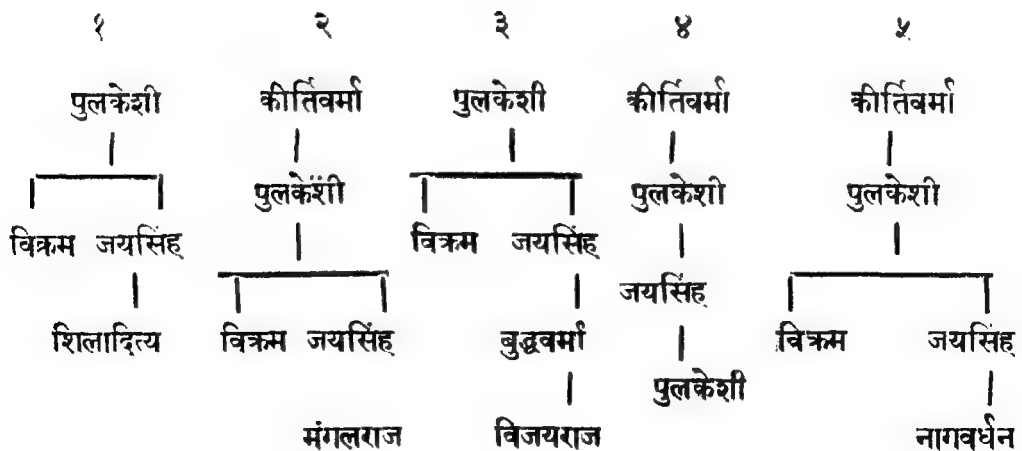 १ २ ३ ४ ५
पुलकेशी कीर्तिवर्मा पुलकेशी कीर्तिवर्मा कीर्तिवर्मा
पुलकेशी पुलकेशी पुलकेशी
विक्रम जयसिंह विक्रम जयसिंह
जयसिंह
शिलादित्य विक्रम जयसिंह बुद्धवर्मा विक्रम जयसिंह
पुलकेशी
मंगलराज विजयराज नागवर्धन